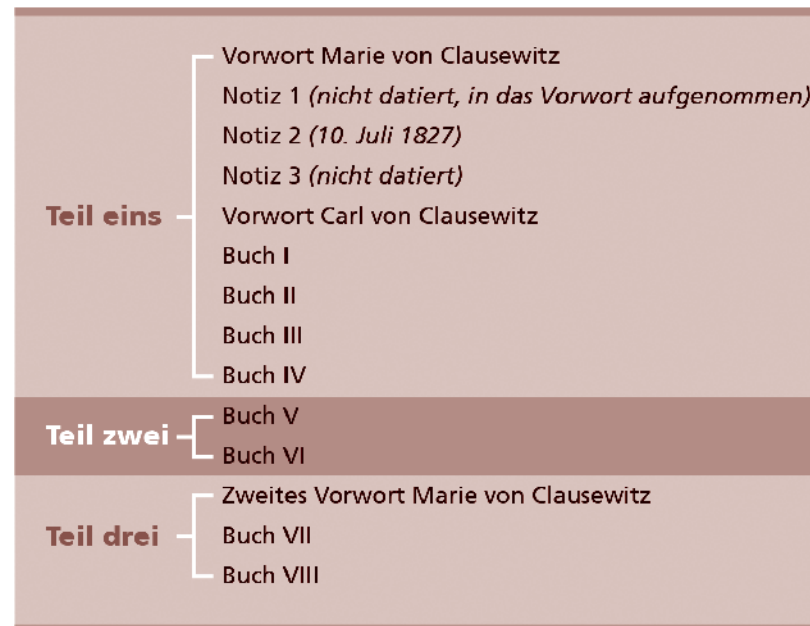 Vorwort Marie von Clausewitz
Notiz 1 (nicht datiert, in das Vorwort aufgenommen)
Notiz 2 (10. Juli 1827)
Notiz 3 (nicht datiert)
Teil eins
Vorwort Carl von Clausewitz
Buch I
Buch II
Buch III
Buch IV
Teil zwei
Buch V
Buch VI
Teil drei
Zweites Vorwort Marie von Clausewitz
Buch VII
Buch VIII